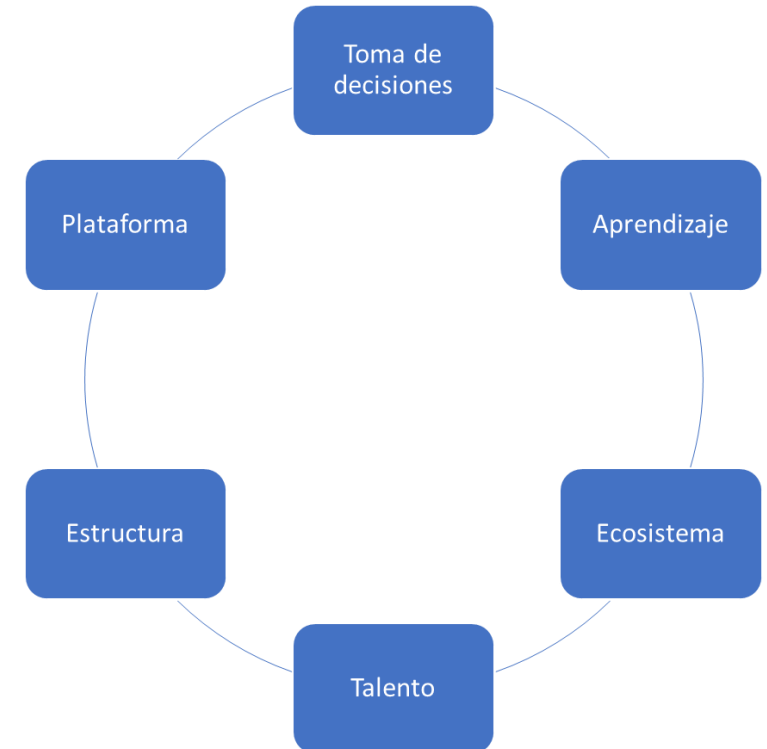 Toma de
decisiones
Aprendizaje
Ecosistema
Talento
Estructura
Plataforma